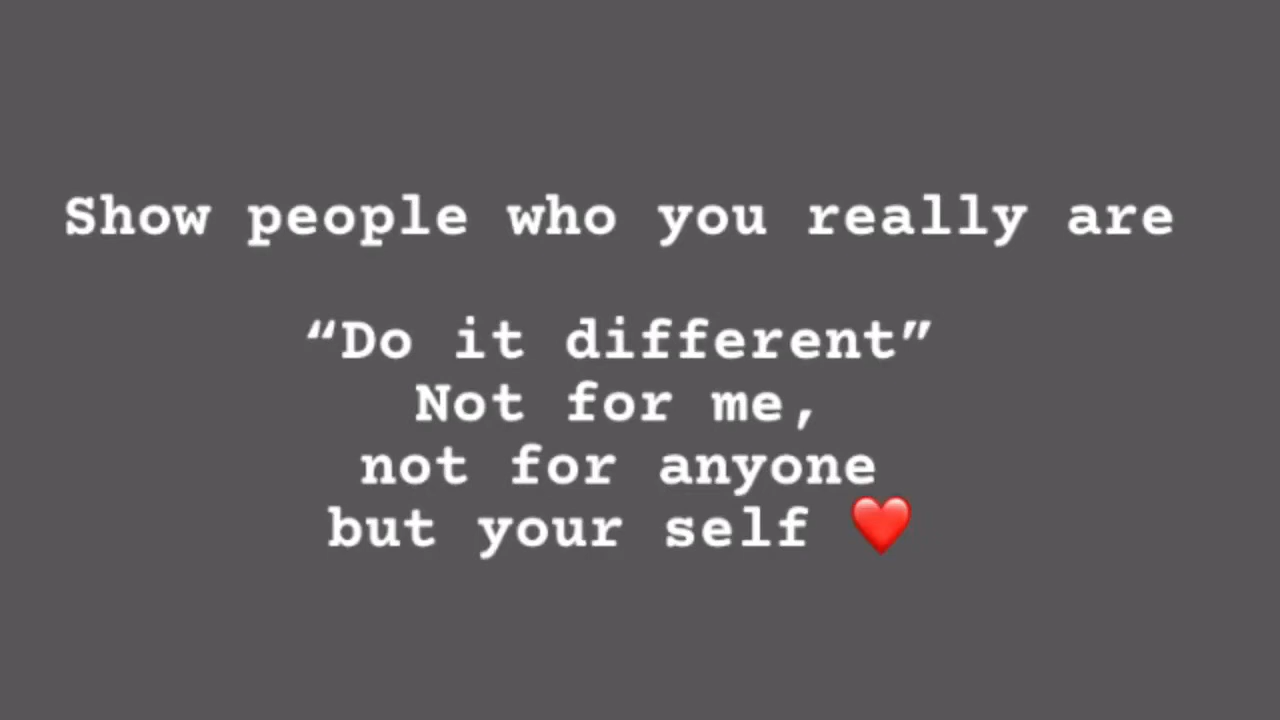 Show people who you really are
“Do it different”
Not for me,
not for anyone
but your self ❤️